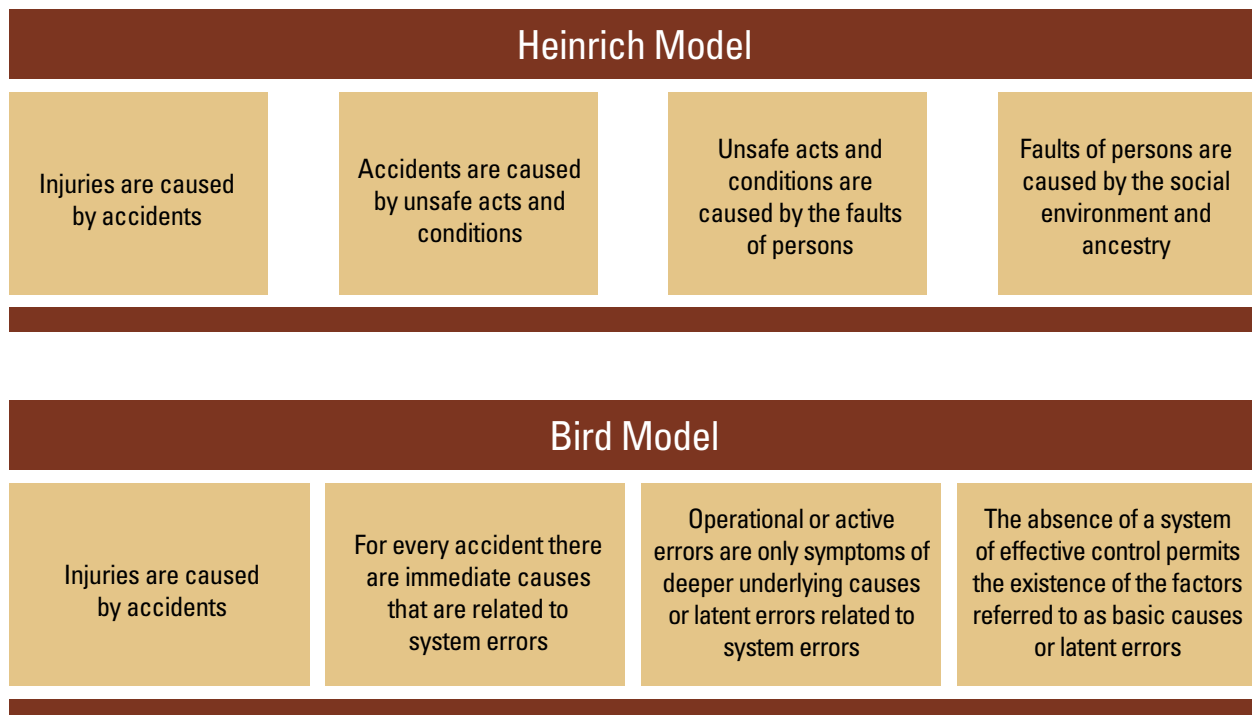 Heinrich Model
Injuries are caused
by accidents
Accidents are caused
by unsafe acts and
conditions
Unsafe acts and
conditions are
caused by the faults
of persons
Faults of persons are
caused by the social
environment and
ancestry
Bird Model
Injuries are caused
by accidents
For every accident there
are immediate causes
that are related to
system errors
Operational or active
errors are only symptoms of
deeper underlying causes
or latent errors related to
system errors
The absence of a system
of effective control permits
the existence of the factors
referred to as basic causes
or latent errors